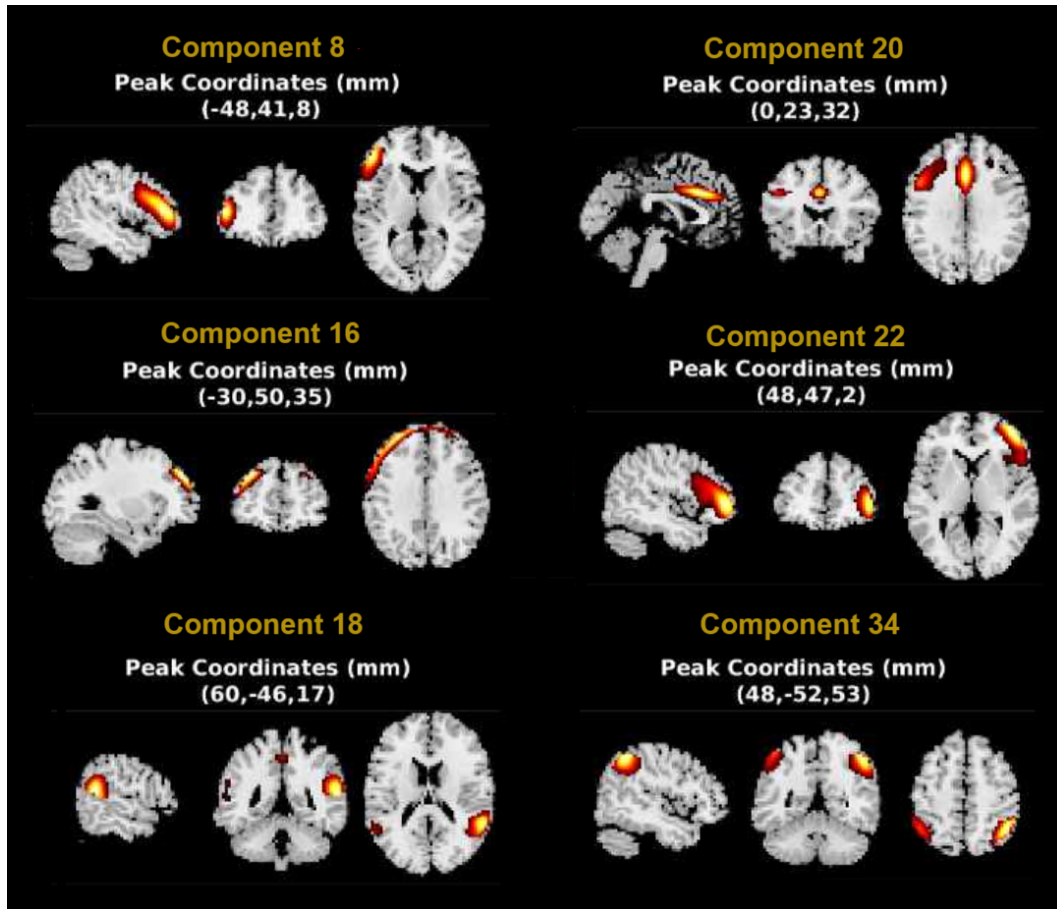 Component 8
Peak Coordinates (mm)
(-48,41,8)
Component 20
Peak Coordinates (mm)
(0,23,32)
Component 16
Peak Coordinates (mm)
(-30,50,35)
Component 22
Peak Coordinates (mm)
(48,47,2)
Component 18
Peak Coordinates (mm)
(60,-46,17)
Component 34
Peak Coordinates (mm)
(48,-52,53)